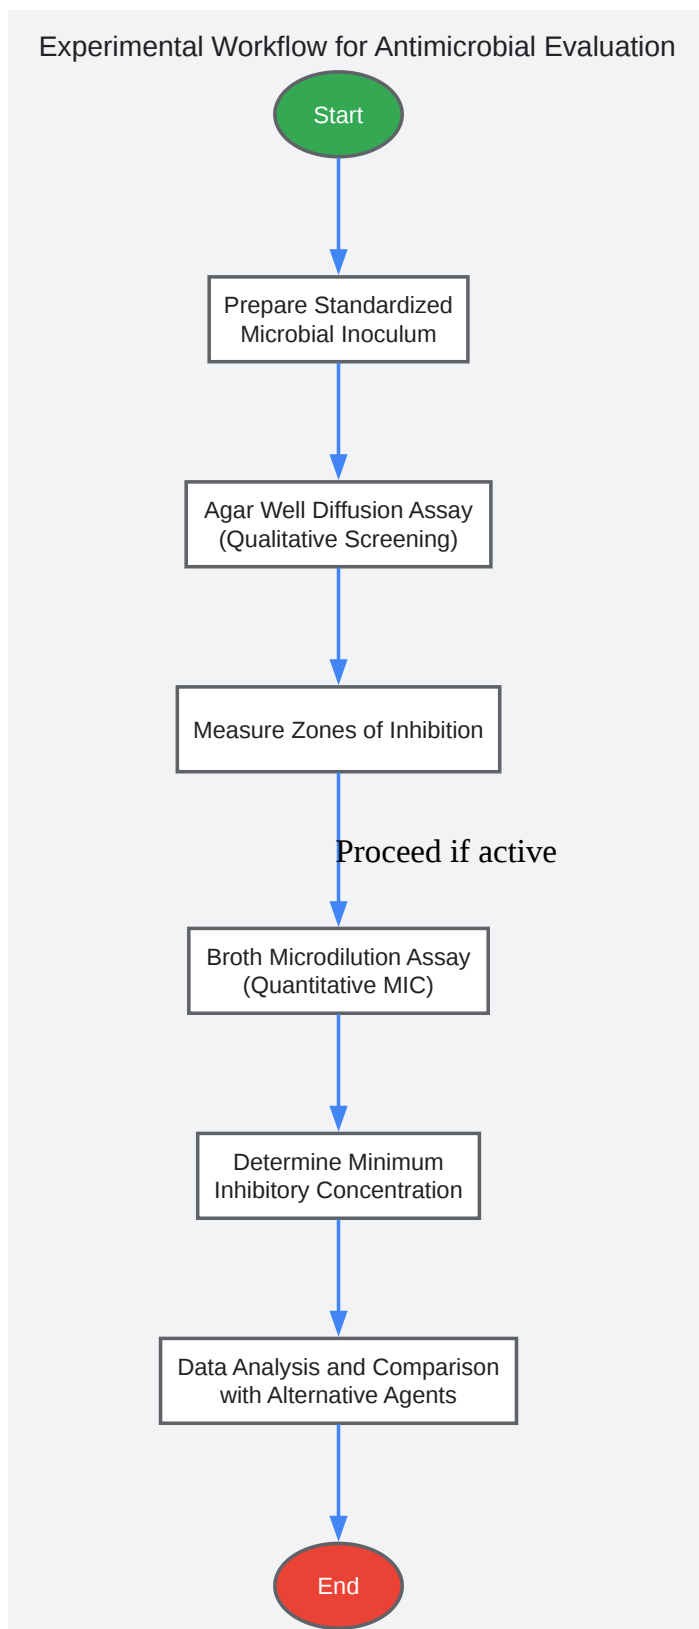 Experimental Workflow for Antimicrobial Evaluation
Start
Prepare Standardized
Microbial Inoculum
Agar Well Diffusion Assay
(Qualitative Screening)
Measure Zones of Inhibition
Proceed if active
Broth Microdilution Assay
(Quantitative MIC)
Determine Minimum
Inhibitory Concentration
Data Analysis and Comparison
with Alternative Agents
End